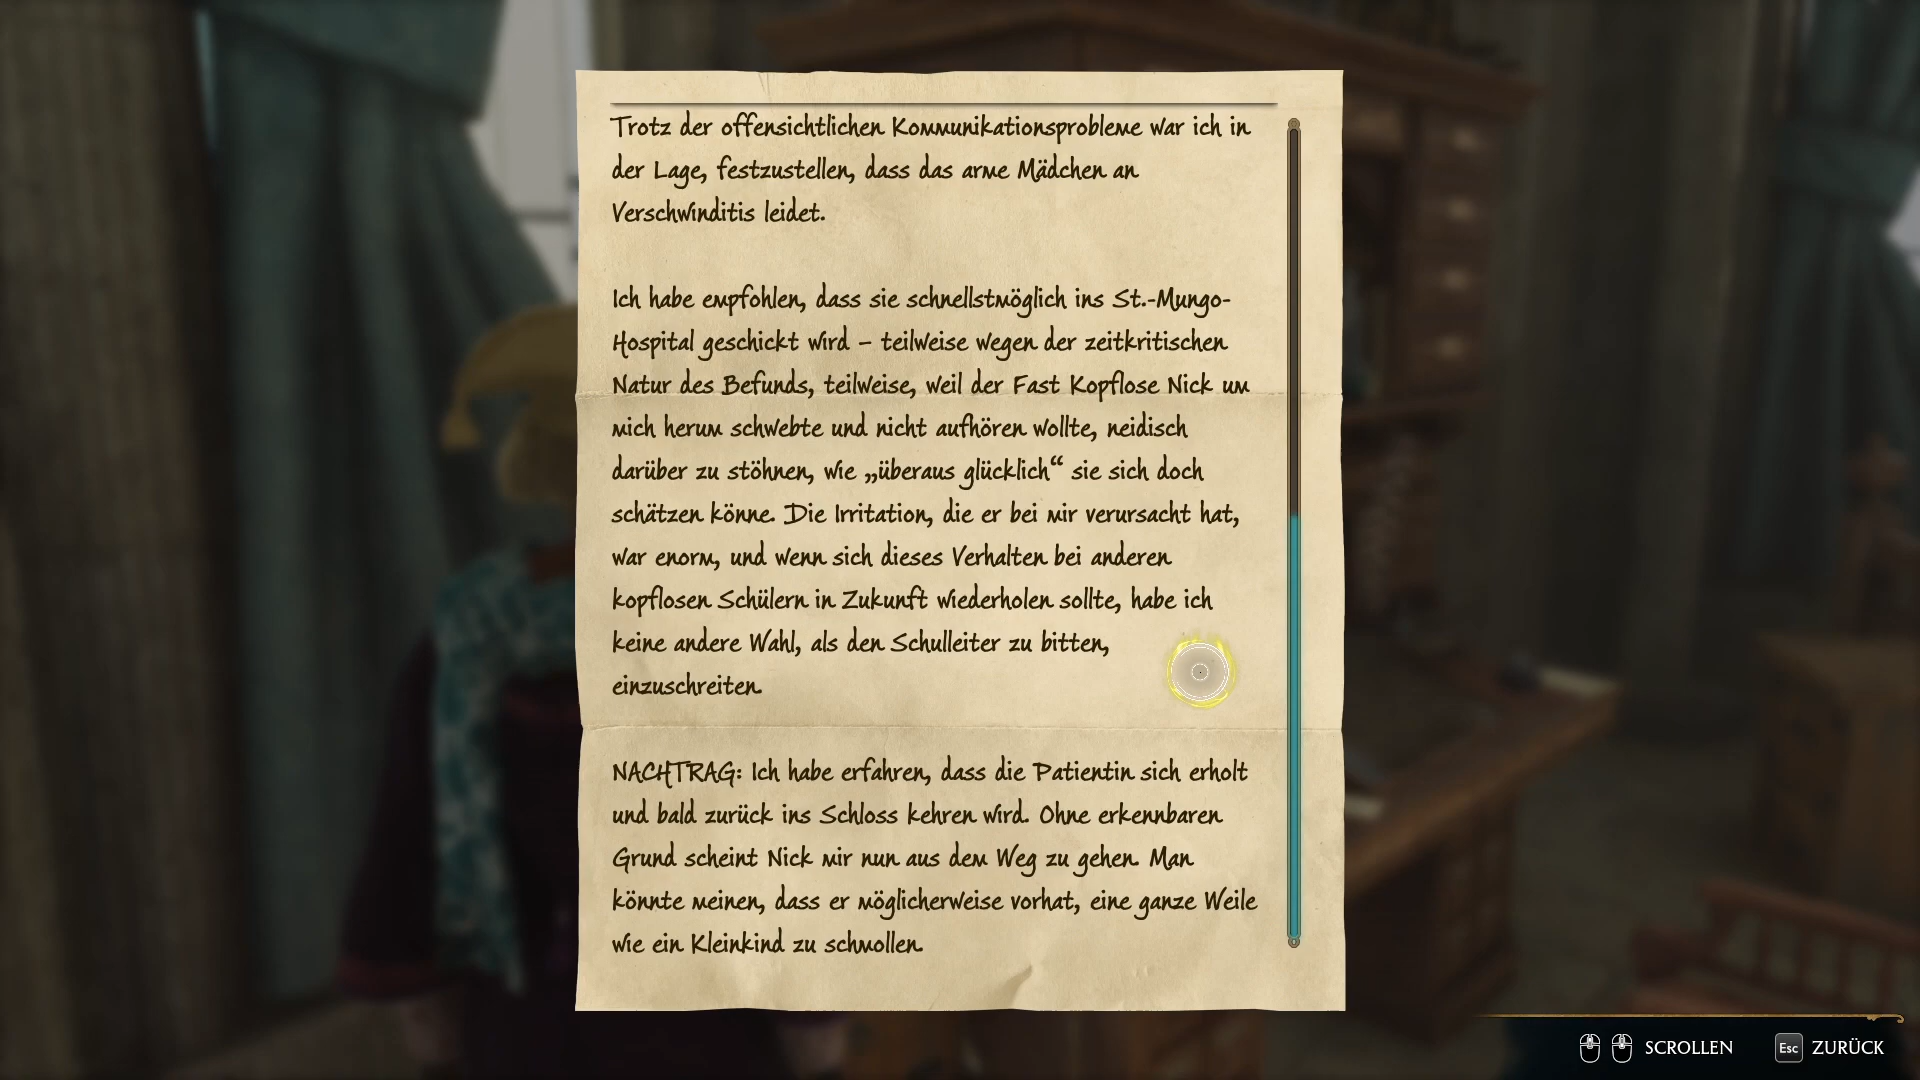 Trotz der offensichtlichen Kommunikationsprobleme war ich in
der Lage, festzustellen, dass das arme Mädchen an
Verschwinditis leidet.
Ich habe empfohlen, dass sie schnellstmöglich ins St.-Mungo-
Hospital geschickt wird – teilweise wegen der zeitkritischen
Natur des Befunds, teilweise, weil der Fast Kopflose Nick um
mich herum schwebte und nicht aufhören wollte, neidisch
darüber zu stöhnen, wie „überaus glücklich“ sie sich doch
schätzen könne. Die Irritation, die er bei mir verursacht hat,
war enorm, und wenn sich dieses Verhalten bei anderen
kopflosen Schülern in Zukunft wiederholen sollte, habe ich
keine andere Wahl, als den Schulleiter zu bitten,
einzuschreiten.
NACHTRAG: Ich habe erfahren, dass die Patientin sich erholt
und bald zurück ins Schloss kehren wird. Ohne erkennbaren
Grund scheint Nick mir nun aus dem Weg zu gehen. Man
könnte meinen, dass er möglicherweise vorhat, eine ganze Weile
wie ein Kleinkind zu schmollen.
SCROLLEN
Esc ZURÜCK